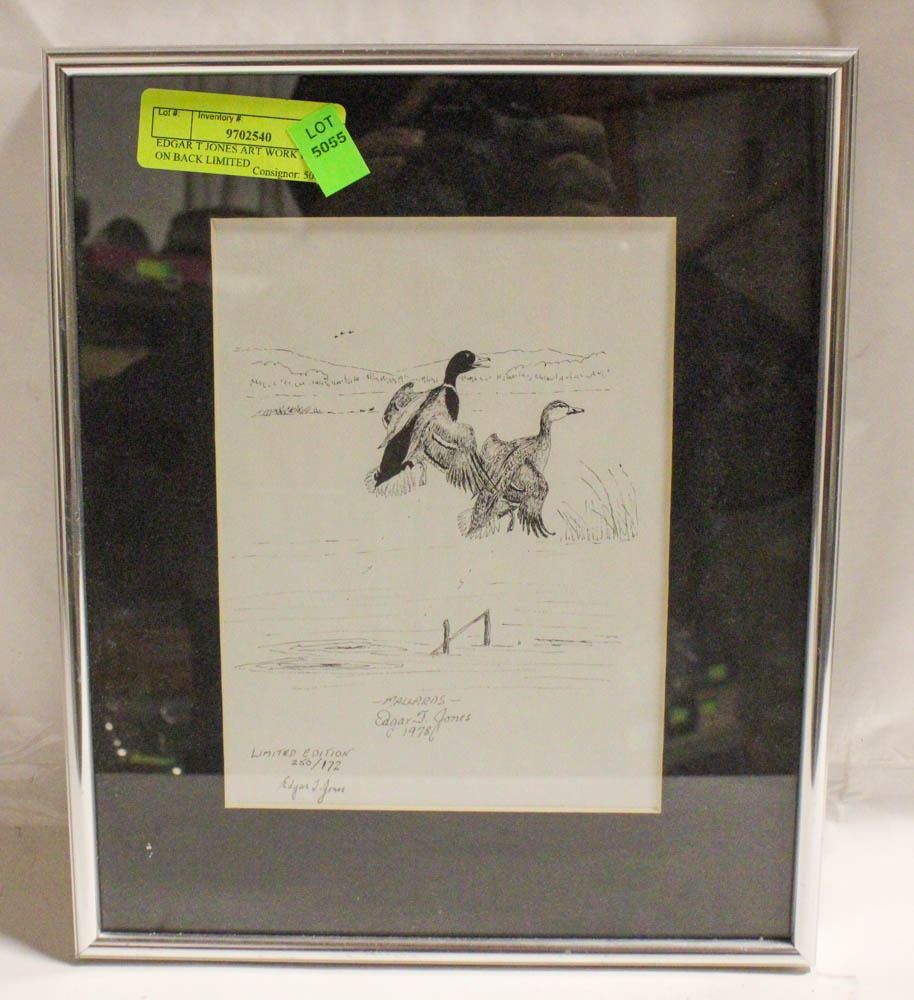 Lot #: Inventory #:
9702540
EDGAR T JONES ART WORK
ON BACK LIMITED
Consignor: 50
LOT
5055
- MALLARDS -
Edgar T. Jones
1978
LIMITED EDITION
250/172
Edgar T. Jones